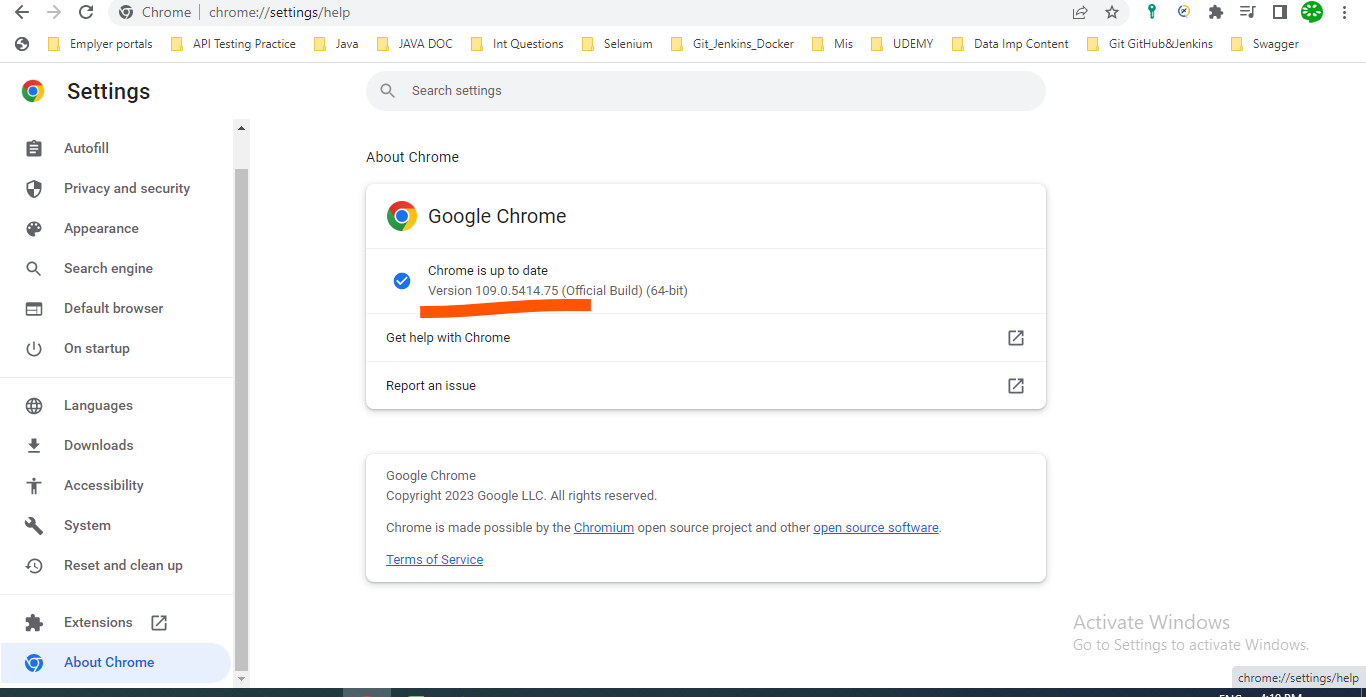 Chrome | chrome://settings/help
Emplyer portals API Testing Practice Java JAVA DOC Int Questions Selenium Git_Jenkins_Docker Mis UDEMY Data Imp Content Git GitHub&Jenkins Swagger
Settings
Search settings
Autofill
Privacy and security
Appearance
Search engine
Default browser
On startup
Languages
Downloads
Accessibility
System
Reset and clean up
Extensions
About Chrome
About Chrome
Google Chrome
Chrome is up to date
Version 109.0.5414.75 (Official Build) (64-bit)
Get help with Chrome
Report an issue
Google Chrome
Copyright 2023 Google LLC. All rights reserved.
Chrome is made possible by the Chromium open source project and other open source software.
Terms of Service
Activate Windows
Go to Settings to activate Windows.
chrome://settings/help